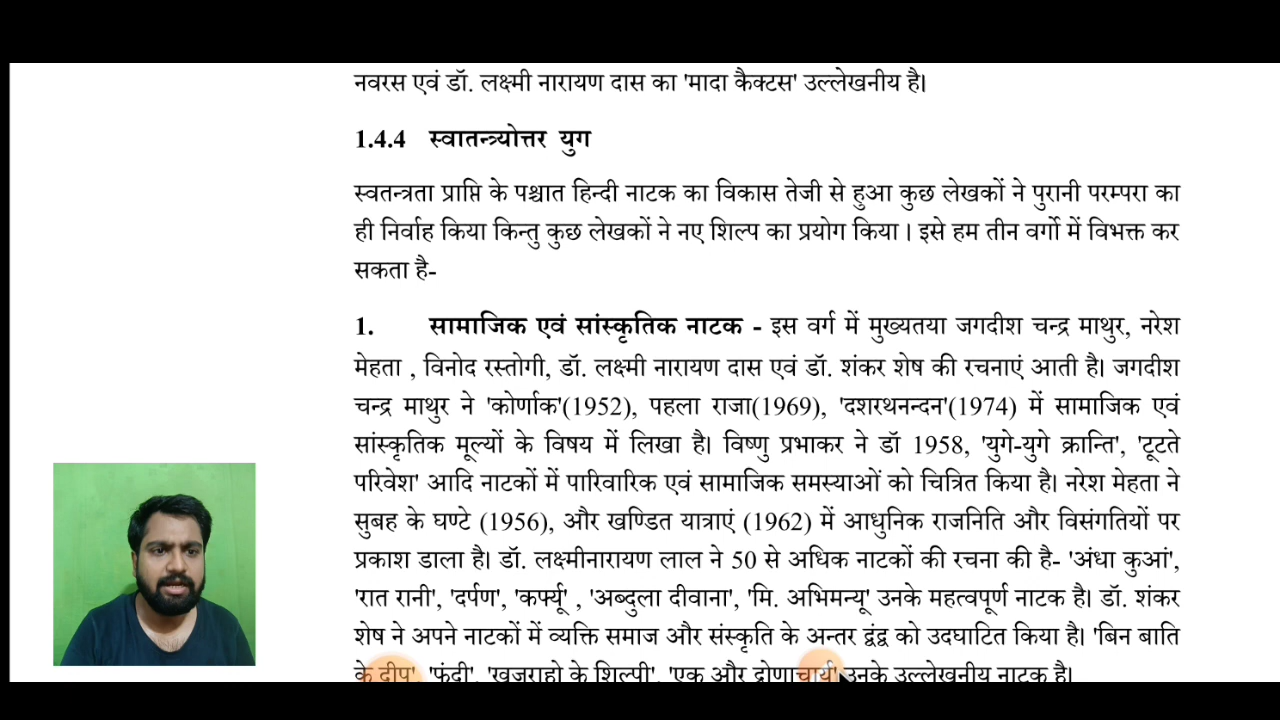 नवरस एवं डॉ. लक्ष्मी नारायण दास का 'मादा कैक्टस' उल्लेखनीय है।
1.4.4 स्वातन्त्र्योत्तर युग
स्वतन्त्रता प्राप्ति के पश्चात हिन्दी नाटक का विकास तेजी से हुआ कुछ लेखकों ने पुरानी परम्परा का
ही निर्वाह किया किन्तु कुछ लेखकों ने नए शिल्प का प्रयोग किया । इसे हम तीन वर्गो में विभक्त कर
सकता है-
1. सामाजिक एवं सांस्कृतिक नाटक - इस वर्ग में मुख्यतया जगदीश चन्द्र माथुर, नरेश
मेहता , विनोद रस्तोगी, डॉ. लक्ष्मी नारायण दास एवं डॉ. शंकर शेष की रचनाएं आती है। जगदीश
चन्द्र माथुर ने 'कोर्णाक'(1952), पहला राजा(1969), 'दशरथनन्दन'(1974) में सामाजिक एवं
सांस्कृतिक मूल्यों के विषय में लिखा है। विष्णु प्रभाकर ने डॉ 1958, 'युगे-युगे क्रान्ति', 'टूटते
परिवेश' आदि नाटकों में पारिवारिक एवं सामाजिक समस्याओं को चित्रित किया है। नरेश मेहता ने
सुबह के घण्टे (1956), और खण्डित यात्राएं (1962) में आधुनिक राजनिति और विसंगतियों पर
प्रकाश डाला है। डॉ. लक्ष्मीनारायण लाल ने 50 से अधिक नाटकों की रचना की है- 'अंधा कुआं',
'रात रानी', 'दर्पण', 'कर्फ्यू' , 'अब्दुला दीवाना', 'मि. अभिमन्यू' उनके महत्वपूर्ण नाटक है। डॉ. शंकर
शेष ने अपने नाटकों में व्यक्ति समाज और संस्कृति के अन्तर द्वंद्व को उदघाटित किया है। 'बिन बाति
के दीप', 'फंदी', 'खजुराहो के शिल्पी', 'एक और द्रोणाचार्य' उनके उल्लेखनीय नाटक है।